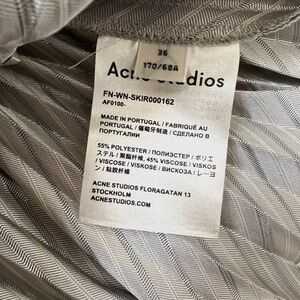 36
170/68A
Acne Studios
FN-WN-SKIR000162
AF0100-
MADE IN PORTUGAL / FABRIQUÉ AU
PORTUGAL / 葡萄牙制造 / СДЕЛАНО В
ПОРТУГАЛИИ
55% POLYESTER / ПОЛИЭСТЕР / ポリエ
ステル / 聚酯纤维, 45% VISCOSE / VISKOS
/ VISCOSE / VISKOSE / ВИСКОЗА / レーヨ
ン / 粘胶纤维
ACNE STUDIOS FLORAGATAN 13
STOCKHOLM
ACNESTUDIOS.COM